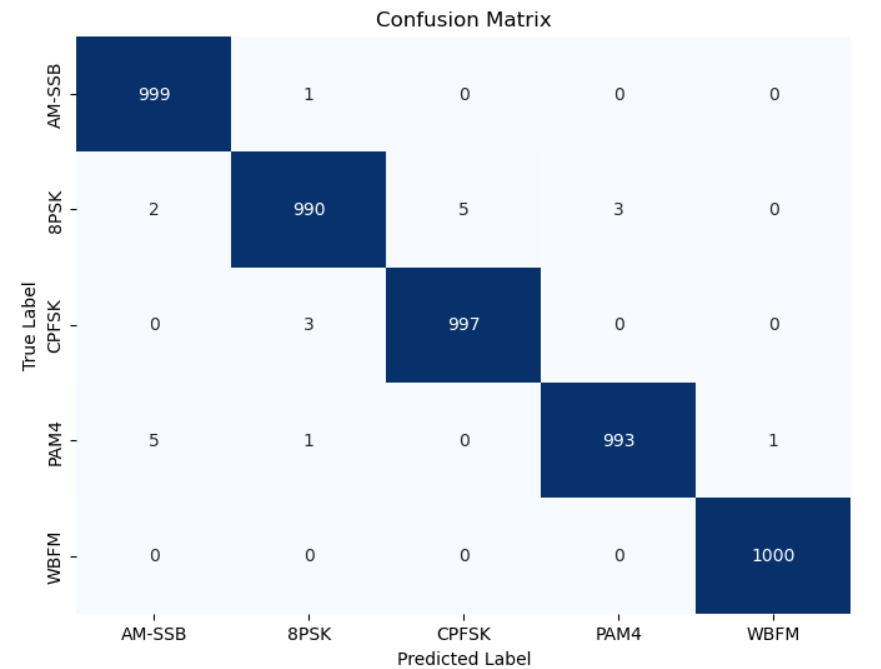 Confusion Matrix
AM-SSB 999 1 0 0 0
8PSK 2 990 5 3 0
True Label
CPFSK 0 3 997 0 0
PAM4 5 1 0 993 1
WBFM 0 0 0 0 1000
AM-SSB 8PSK CPFSK PAM4 WBFM
Predicted Label